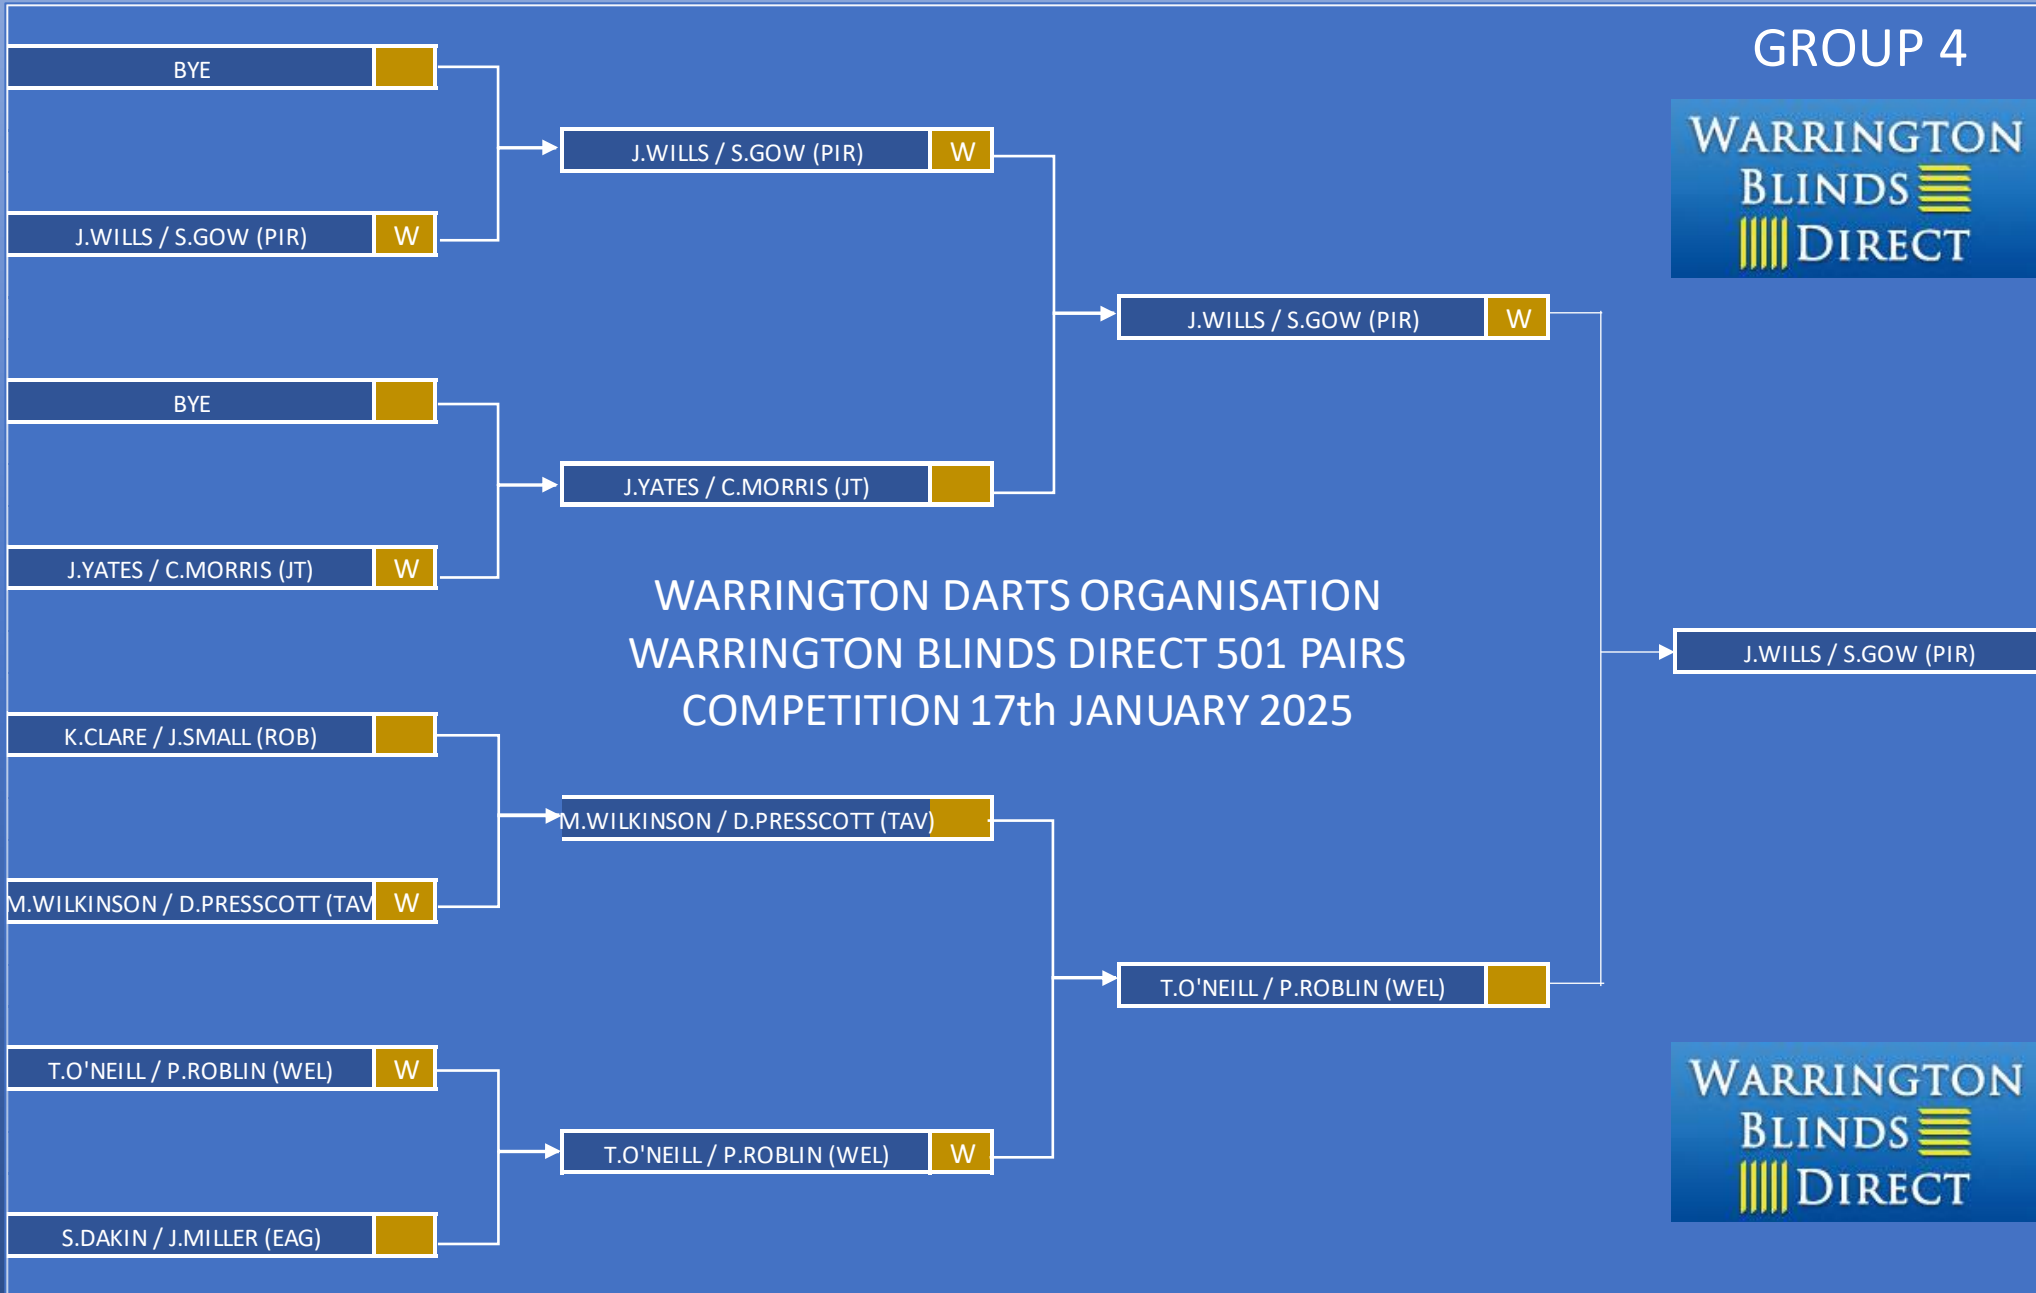 GROUP 4
WARRINGTON
BLINDS
DIRECT
BYE
J.WILLS / S.GOW (PIR) W
J.WILLS / S.GOW (PIR) W
J.WILLS / S.GOW (PIR) W
BYE
J.YATES / C.MORRIS (JT)
J.YATES / C.MORRIS (JT) W
WARRINGTON DARTS ORGANISATION
WARRINGTON BLINDS DIRECT 501 PAIRS
COMPETITION 17th JANUARY 2025
J.WILLS / S.GOW (PIR)
K.CLARE / J.SMALL (ROB)
M.WILKINSON / D.PRESSCOTT (TAV)
M.WILKINSON / D.PRESSCOTT (TAV W
T.O'NEILL / P.ROBLIN (WEL)
T.O'NEILL / P.ROBLIN (WEL) W
T.O'NEILL / P.ROBLIN (WEL) W
S.DAKIN / J.MILLER (EAG)
WARRINGTON
BLINDS
DIRECT